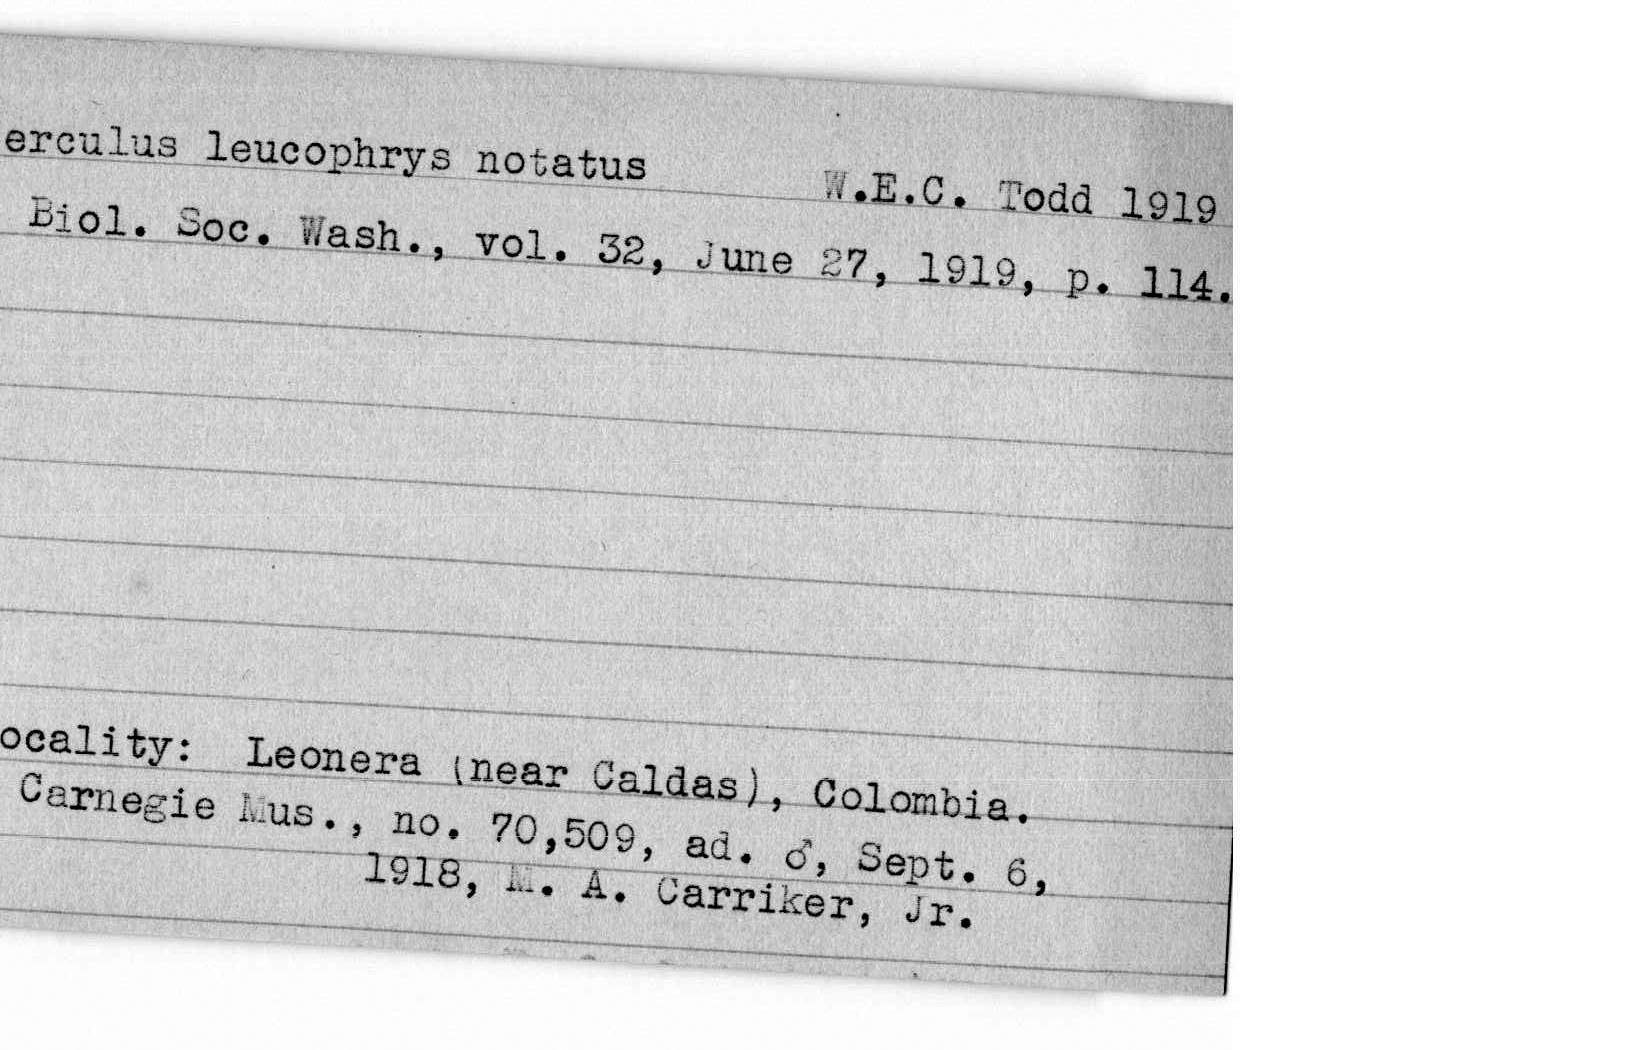 erculus leucophrys notatus W.E.C. Todd 1919
Biol. Soc. Wash., vol. 32, June 27, 1919, p. 114.
ocality: Leonera (near Caldas), Colombia.
Carnegie Mus., no. 70,509, ad. ♂, Sept. 6,
1918, M. A. Carriker, Jr.